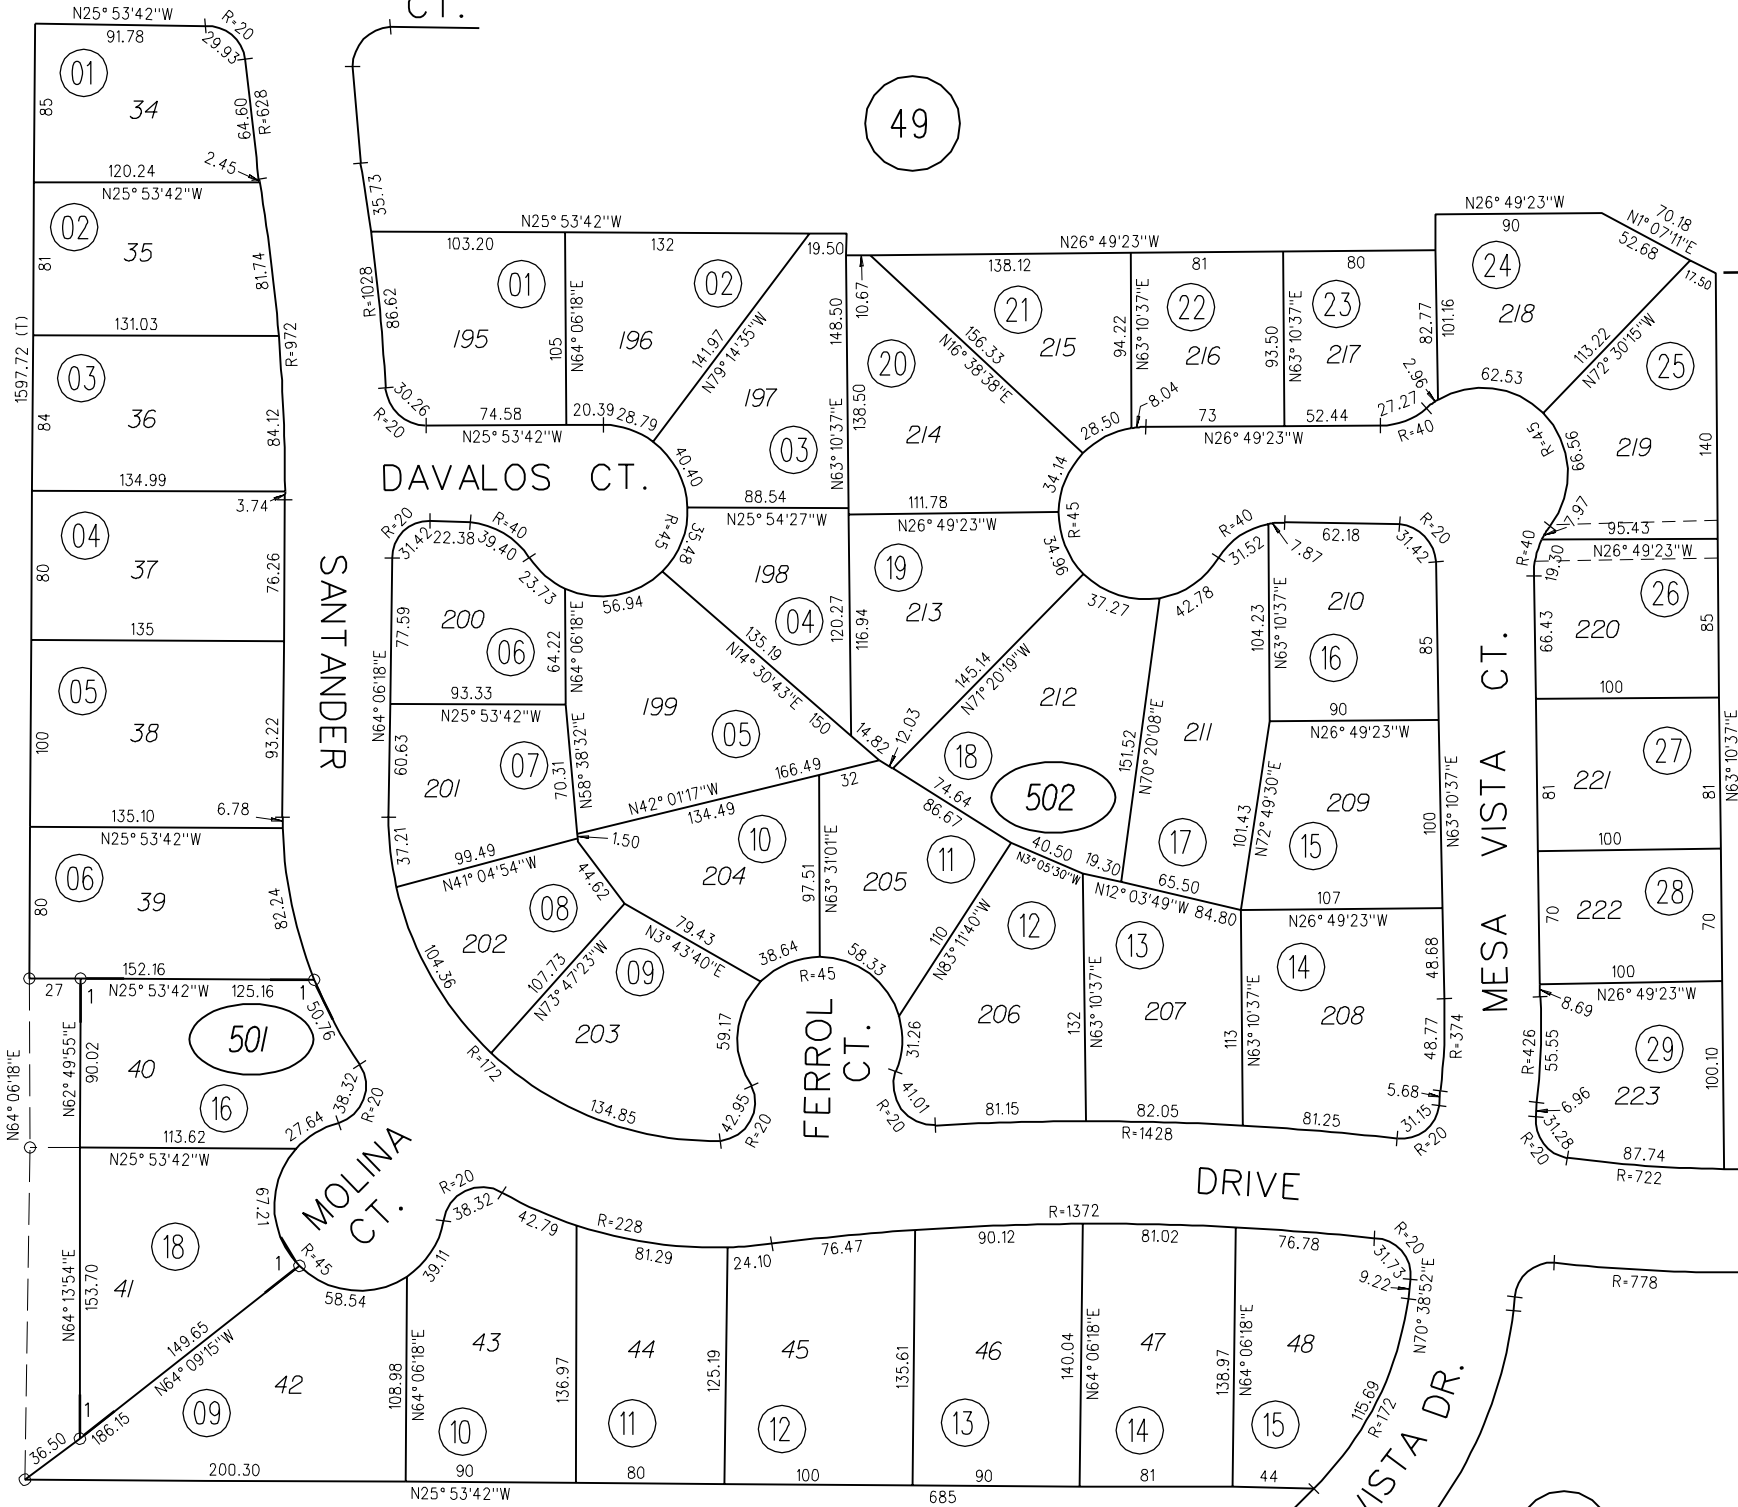 CT.
N25° 53'42"W
91.78
R=20
29.93
01
34
85
64.60
R=628
2.45
120.24
N25° 53'42"W
49
02
35
81
81.74
131.03
R=972
1597.72 (T)
03
36
84
84.12
134.99
3.74
04
37
80
76.26
135
05
38
100
93.22
6.78
135.10
N25° 53'42"W
06
39
80
82.24
152.16
27
1
N25° 53'42"W
125.16
1
50.76
501
40
N62° 49'55"E
90.02
N64° 06'18"E
16
38.32
R=20
27.64
113.62
N25° 53'42"W
67.21
MOLINA
CT.
R=45
18
41
N64° 13'54"E
153.70
1
149.65
N64° 09'15"W
1
186.15
36.50
58.54
42
09
200.30
N25° 53'42"W
35.73
N25° 53'42"W
103.20
132
19.50
R=1028
86.62
01
195
105
N64° 06'18"E
02
196
141.97
N79° 14'35"W
197
03
148.50
N63° 10'37"E
30.26
R=20
74.58
20.39
28.79
N25° 53'42"W
40.40
DAVALOS CT.
88.54
N25° 54'27"W
R=45
35.48
R=20
31.42
22.38
R=40
39.40
23.73
56.94
198
04
120.27
135.19
N14° 30'43"E
150
14.82
SANTANDER
77.59
N64° 06'18"E
200
06
64.22
N64° 06'18"E
93.33
N25° 53'42"W
199
05
60.63
201
07
70.31
N58° 38'32"E
166.49
32
N42° 01'17"W
134.49
1.50
37.21
99.49
N41° 04'54"W
44.62
08
202
104.36
107.73
N73° 47'23"W
79.43
N3° 43'40"E
09
203
R=172
134.85
42.95
R=20
59.17
204
10
97.51
N63° 31'01"E
205
11
38.64
58.33
R=45
FERROL
CT.
31.26
41.01
R=20
110
N83° 11'40"W
N26° 49'23"W
10.67
138.12
81
80
20
138.50
N63° 10'37"E
214
156.33
N16° 38'38"E
21
215
94.22
N63° 10'37"E
22
216
93.50
N63° 10'37"E
23
217
82.77
101.16
28.50
8.04
73
52.44
27.27
2.96
R=40
N26° 49'23"W
34.14
R=45
111.78
N26° 49'23"W
34.96
37.27
42.78
31.52
R=40
7.87
62.18
31.42
R=20
19
213
116.94
145.14
N71° 20'19"W
12.03
212
18
502
74.64
86.67
151.52
N70° 20'08"E
211
17
104.23
N63° 10'37"E
210
16
85
90
N26° 49'23"W
209
15
101.43
N72° 49'30"E
100
N63° 10'37"E
107
N26° 49'23"W
40.50
N3° 05'30"W
19.30
65.50
N12° 03'49"W
84.80
12
206
132
N63° 10'37"E
13
207
113
N63° 10'37"E
14
208
48.68
48.77
R=374
5.68
31.15
R=20
81.15
82.05
81.25
R=1428
N26° 49'23"W
90
70.18
N1° 07'11"E
52.68
17.50
24
218
113.22
N72° 30'15"W
62.53
25
219
140
R=45
66.56
7.97
95.43
R=40
19.30
N26° 49'23"W
26
220
66.43
85
100
27
221
81
81
N63° 10'37"E
100
28
222
70
70
100
N26° 49'23"W
8.69
R=426
55.55
29
223
100.10
6.96
31.28
R=20
87.74
R=722
MESA VISTA CT.
DRIVE
R=20
38.32
39.11
42.79
R=228
81.29
24.10
76.47
R=1372
90.12
81.02
76.78
R=20
31.73
9.22
N70° 38'52"E
R=778
108.98
N64° 06'18"E
43
10
136.97
44
11
125.19
45
12
135.61
46
13
140.04
N64° 06'18"E
47
14
138.97
N64° 06'18"E
48
15
115.69
R=172
VISTA DR.
90
80
100
90
81
44
685